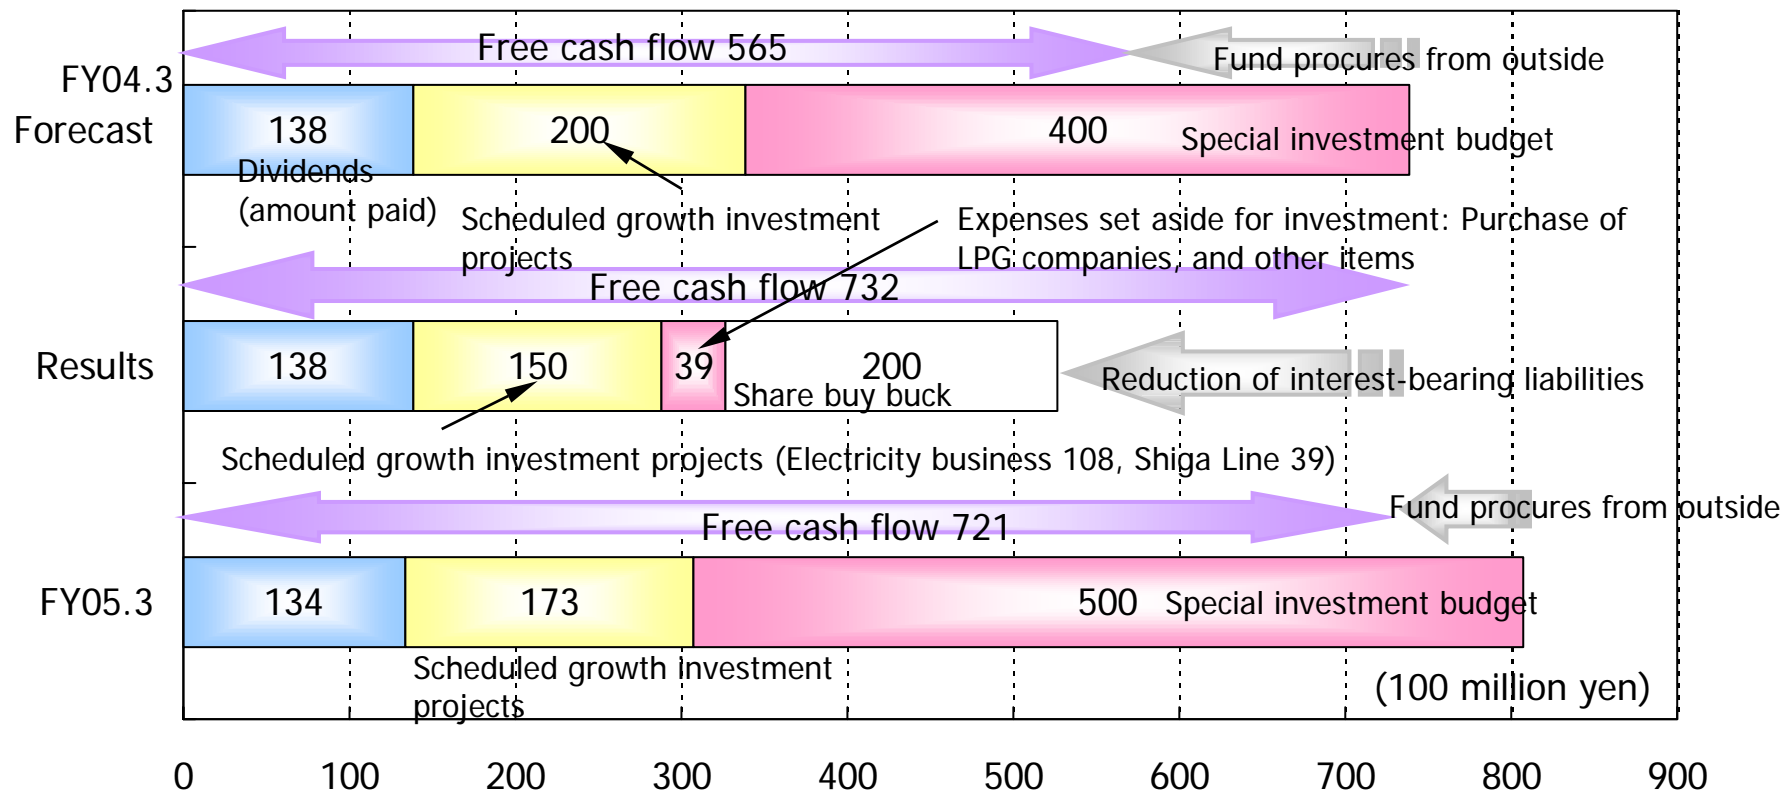 Free cash flow 565
Fund procures from outside
FY04.3
Forecast
138
200
400
Special investment budget
Dividends
(amount paid)
Scheduled growth investment
projects
Expenses set aside for investment: Purchase of
LPG companies, and other items
Free cash flow 732
Results
138
150
39
200
Share buy buck
Reduction of interest-bearing liabilities
Scheduled growth investment projects (Electricity business 108, Shiga Line 39)
Fund procures from outside
Free cash flow 721
FY05.3
134
173
500
Special investment budget
Scheduled growth investment
projects
(100 million yen)
0 100 200 300 400 500 600 700 800 900